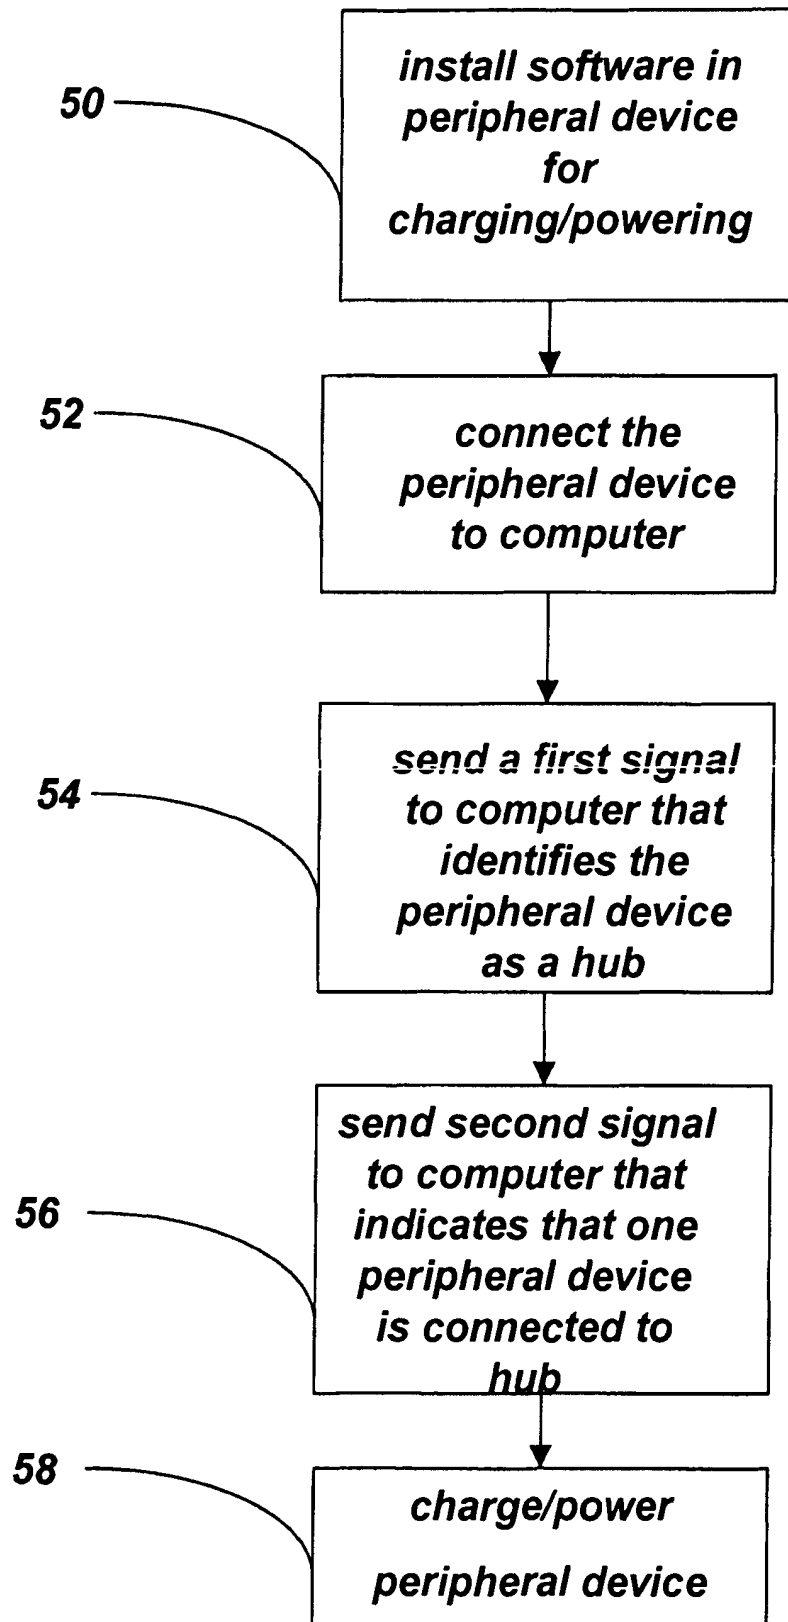 50
install software in
peripheral device
for
charging/powering
52
connect the
peripheral device
to computer
54
send a first signal
to computer that
identifies the
peripheral device
as a hub
56
send second signal
to computer that
indicates that one
peripheral device
is connected to
hub
58
charge/power
peripheral device